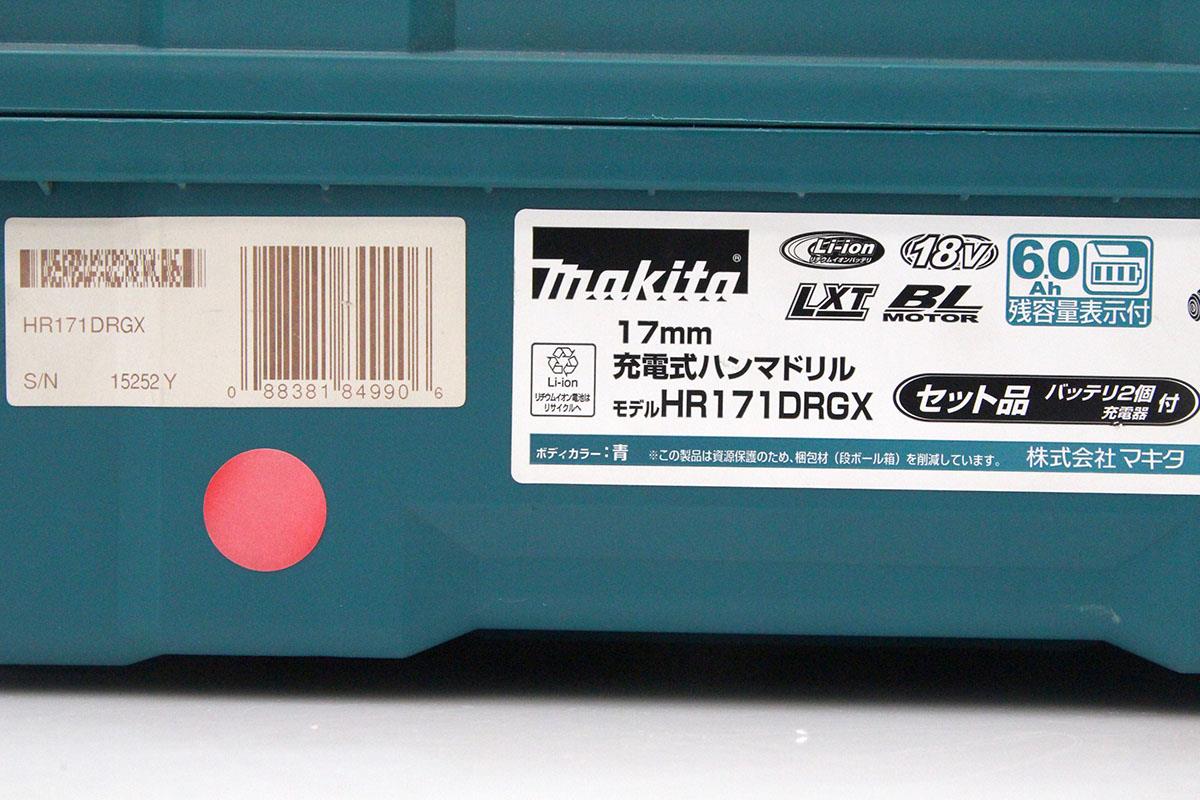 HR171DRGX
S/N 15252 Y
0 88381 84990 6
makita®
Li-ion
リチウムイオンバッテリ
18V
6.0
Ah
残容量表示付
LXT
BL
MOTOR
17mm
充電式ハンマドリル
モデルHR171DRGX
Li-ion
リチウムイオン電池は
リサイクルへ
セット品 バッテリ2個
充電器 付
ボディカラー:青 ※この製品は資源保護のため、梱包材(段ボール箱)を削減しています。 株式会社マキタ